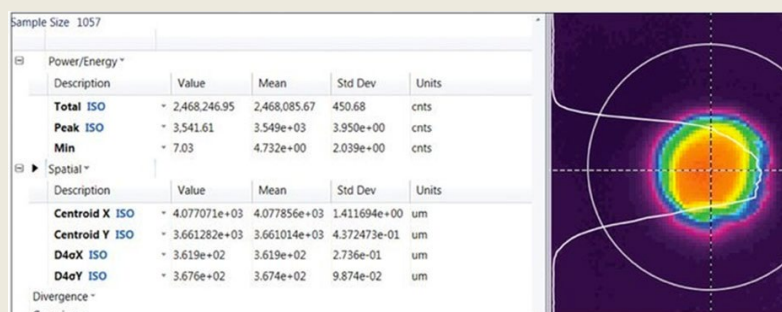 Sample Size 1057
Power/Energy
Description Value Mean Std Dev Units
Total ISO 2,468,246.95 2,468,085.67 450.68 cnts
Peak ISO 3,541.61 3.549e+03 3.950e+00 cnts
Min 7.03 4.732e+00 2.039e+00 cnts
Spatial
Description Value Mean Std Dev Units
Centroid X ISO 4.077071e+03 4.077856e+03 1.411694e+00 um
Centroid Y ISO 3.661282e+03 3.661014e+03 4.372473e-01 um
D4σX ISO 3.619e+02 3.619e+02 2.736e-01 um
D4σY ISO 3.676e+02 3.674e+02 9.874e-02 um
Divergence